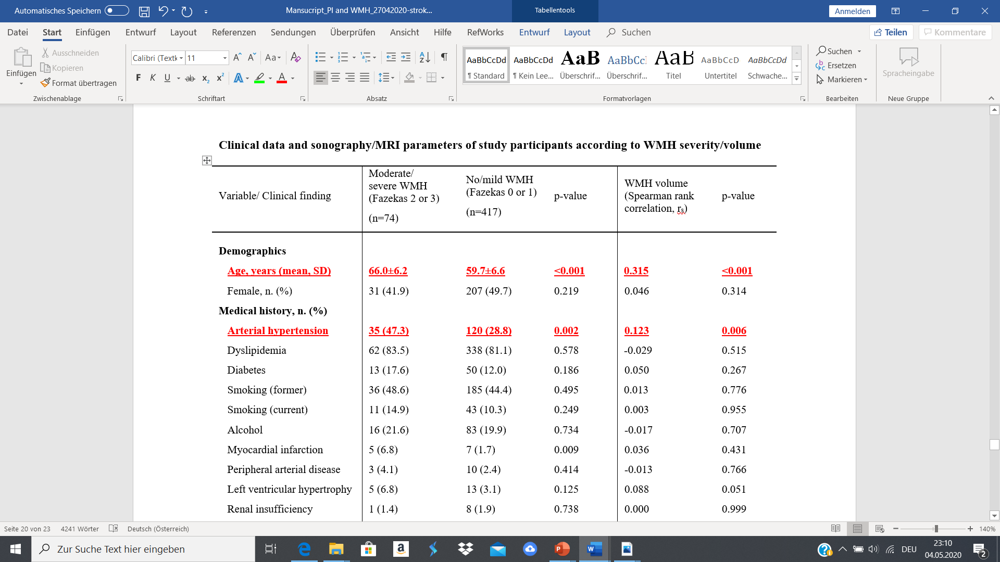 Automatisches Speichern
Mansucript_PI and WMH_27042020-strok...
Tabellentools
Anmelden
Datei Start Einfügen Entwurf Layout Referenzen Sendungen Überprüfen Ansicht Hilfe RefWorks Entwurf Layout Suchen Teilen Kommentare
Einfügen
Ausschneiden
Kopieren
Format übertragen
Zwischenablage
Calibri (Textk 11
F K U ab x₂ x²
Schriftart
Absatz
AaBbCcDd AaBbCcDd AaB AaBbCcl AaB AaBbCcD AaBbCcDd
¶ Standard ¶ Kein Lee... Überschrif... Überschrif... Titel Untertitel Schwache...
Formatvorlagen
Suchen
Ersetzen
Markieren
Bearbeiten
Spracheingabe
Neue Gruppe
Clinical data and sonography/MRI parameters of study participants according to WMH severity/volume
Variable/ Clinical finding
Moderate/
severe WMH
(Fazekas 2 or 3)
(n=74)
No/mild WMH
(Fazekas 0 or 1)
(n=417)
p-value
WMH volume
(Spearman rank
correlation, rs)
p-value
Demographics
Age, years (mean, SD) 66.0±6.2 59.7±6.6 <0.001 0.315 <0.001
Female, n. (%) 31 (41.9) 207 (49.7) 0.219 0.046 0.314
Medical history, n. (%)
Arterial hypertension 35 (47.3) 120 (28.8) 0.002 0.123 0.006
Dyslipidemia 62 (83.5) 338 (81.1) 0.578 -0.029 0.515
Diabetes 13 (17.6) 50 (12.0) 0.186 0.050 0.267
Smoking (former) 36 (48.6) 185 (44.4) 0.495 0.013 0.776
Smoking (current) 11 (14.9) 43 (10.3) 0.249 0.003 0.955
Alcohol 16 (21.6) 83 (19.9) 0.734 -0.017 0.707
Myocardial infarction 5 (6.8) 7 (1.7) 0.009 0.036 0.431
Peripheral arterial disease 3 (4.1) 10 (2.4) 0.414 -0.013 0.766
Left ventricular hypertrophy 5 (6.8) 13 (3.1) 0.125 0.088 0.051
Renal insufficiency 1 (1.4) 8 (1.9) 0.738 0.000 0.999
Seite 20 von 23 4241 Wörter Deutsch (Österreich) 140%
Zur Suche Text hier eingeben
DEU
23:10
04.05.2020
2